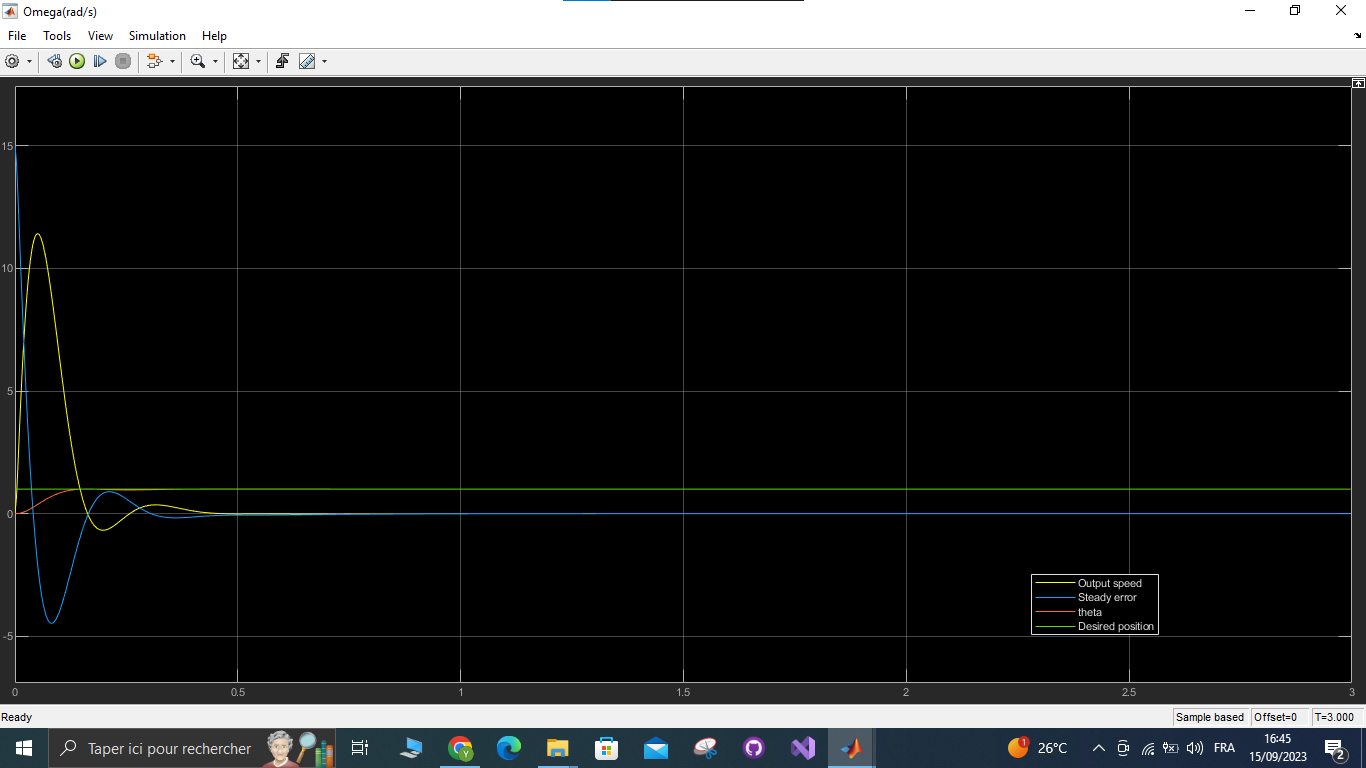 Omega(rad/s)
File Tools View Simulation Help
15
10
5
0
-5
0 0.5 1 1.5 2 2.5 3
Output speed
Steady error
theta
Desired position
Ready
Sample based Offset=0 T=3.000
Taper ici pour rechercher
Y
1
26°C
FRA
16:45
15/09/2023
2